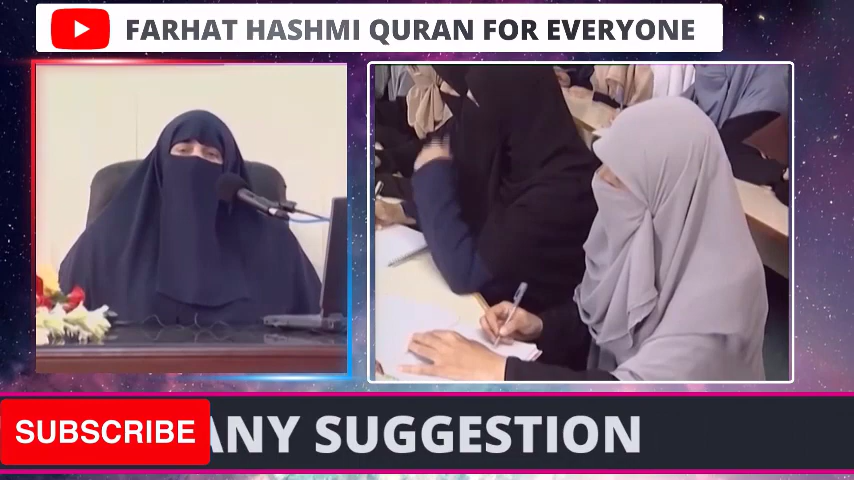 FARHAT HASHMI QURAN FOR EVERYONE
SUBSCRIBE
ANY SUGGESTION